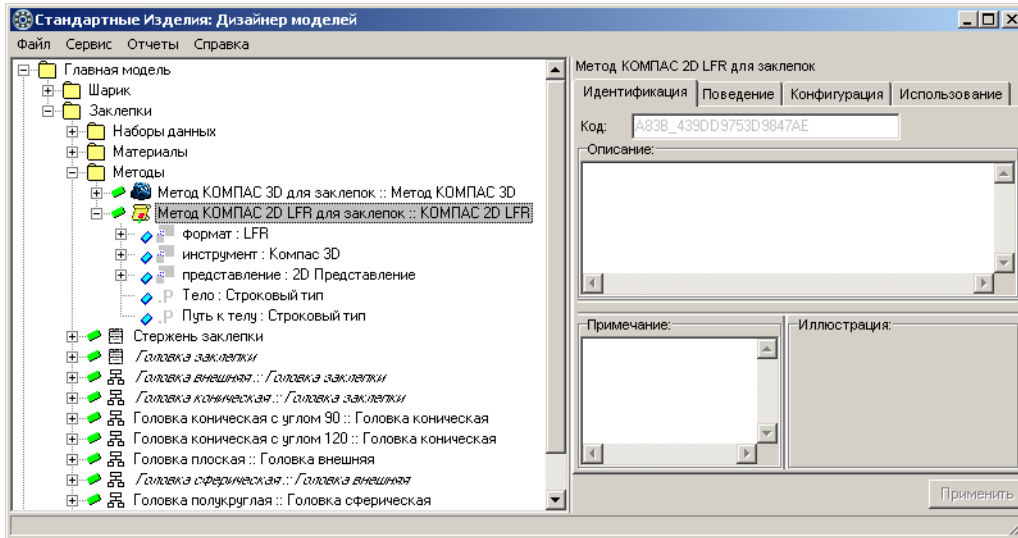 Стандартные Изделия: Дизайнер моделей
Файл Сервис Отчеты Справка
Главная модель
Шарик
Заклепки
Наборы данных
Материалы
Методы
Метод КОМПАС 3D для заклепок :: Метод КОМПАС 3D
Метод КОМПАС 2D LFR для заклепок :: КОМПАС 2D LFR
формат : LFR
инструмент : Компас 3D
представление : 2D Представление
.P Тело : Строковый тип
.P Путь к телу : Строковый тип
Стержень заклепки
Головка заклепки
Головка внешняя :: Головка заклепки
Головка коническая :: Головка заклепки
Головка коническая с углом 90 :: Головка коническая
Головка коническая с углом 120 :: Головка коническая
Головка плоская :: Головка внешняя
Головка сферическая :: Головка внешняя
Головка полукруглая :: Головка сферическая
Метод КОМПАС 2D LFR для заклепок
Идентификация Поведение Конфигурация Использование
Код: A83B_439DD9753D9847AE
Описание:
Примечание:
Иллюстрация:
Применить